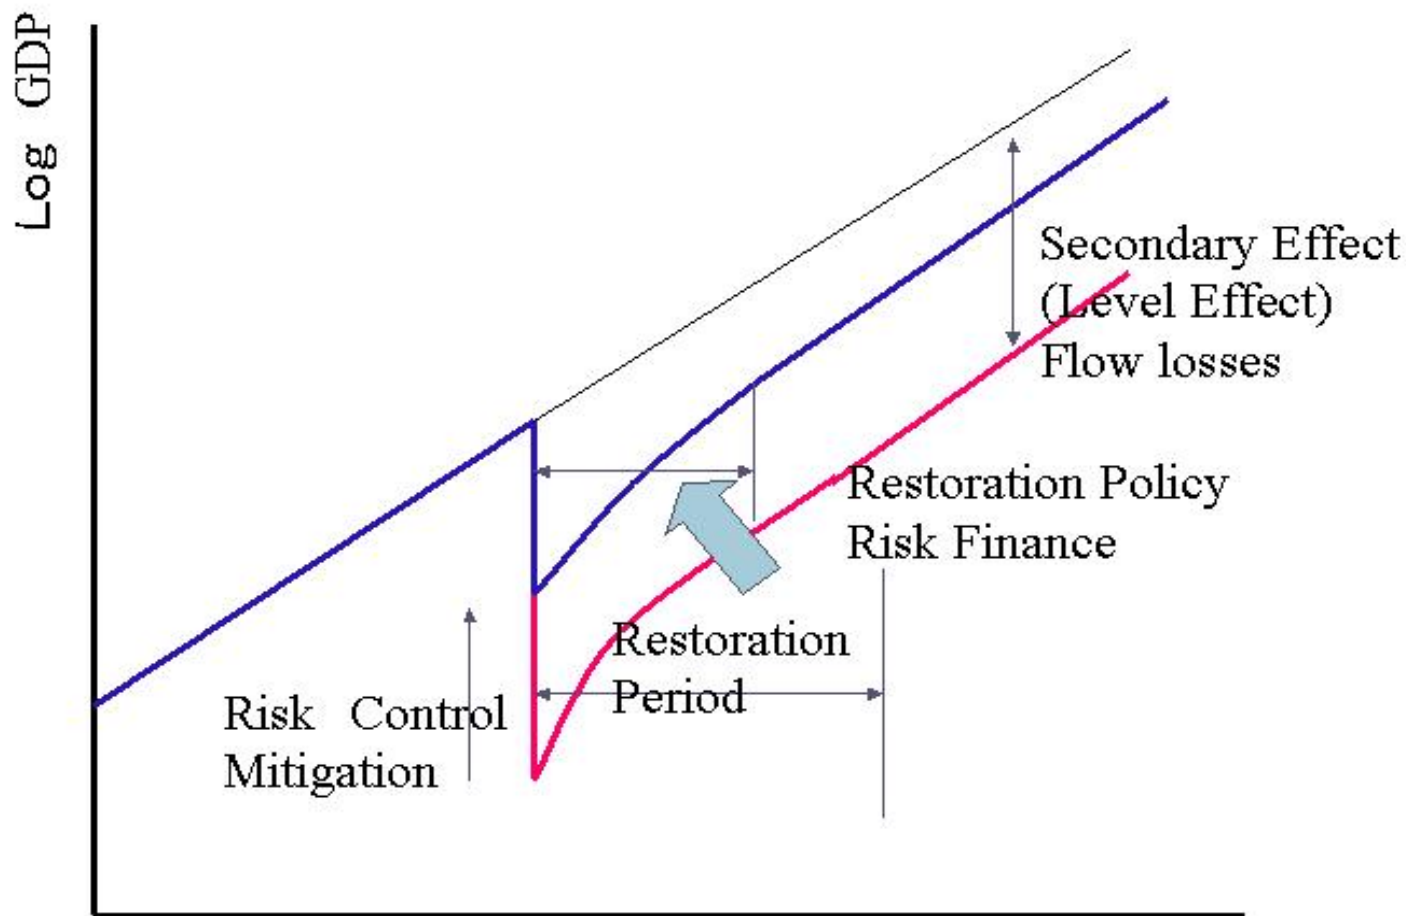 Log GDP
Secondary Effect
(Level Effect)
Flow losses
Restoration Policy
Risk Finance
Restoration
Period
Risk Control
Mitigation